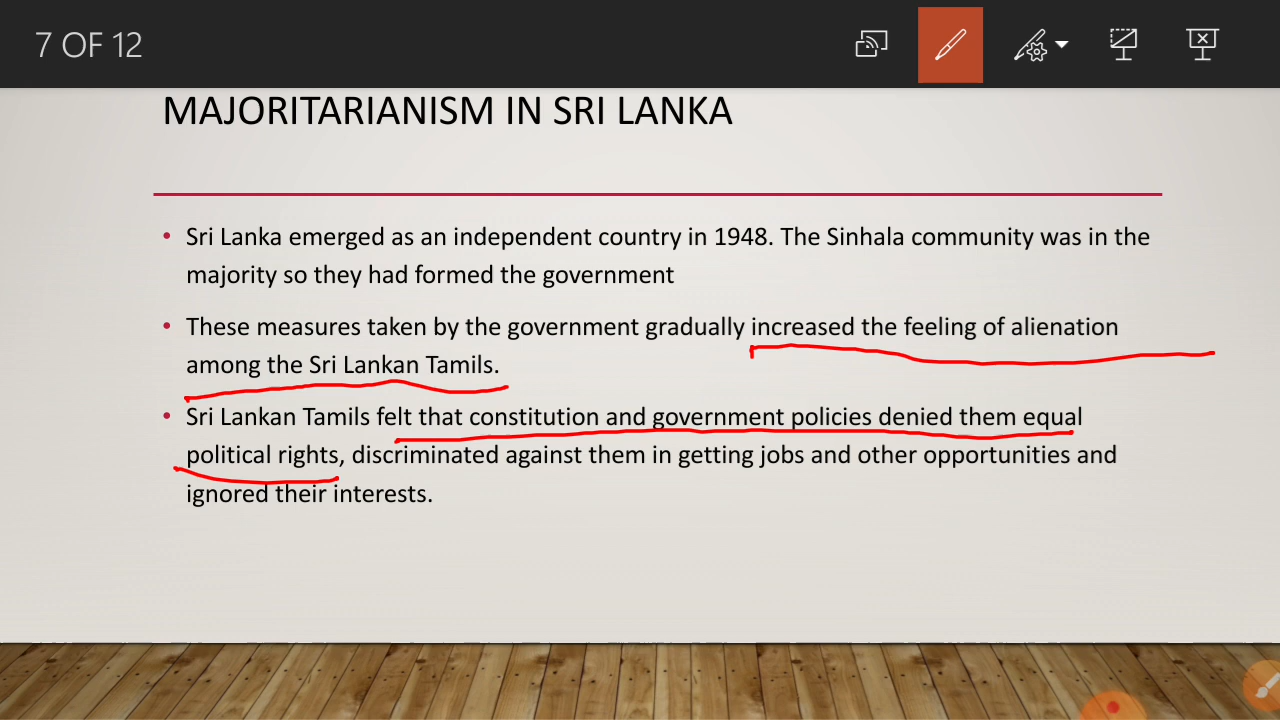 7 OF 12
MAJORITARIANISM IN SRI LANKA
• Sri Lanka emerged as an independent country in 1948. The Sinhala community was in the
majority so they had formed the government
• These measures taken by the government gradually increased the feeling of alienation
among the Sri Lankan Tamils.
• Sri Lankan Tamils felt that constitution and government policies denied them equal
political rights, discriminated against them in getting jobs and other opportunities and
ignored their interests.